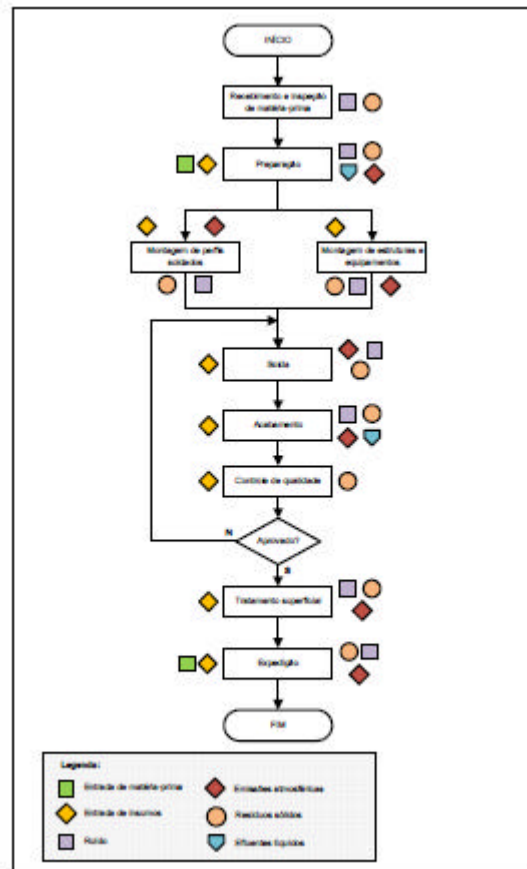 INÍCIO
Recebimento e inspeção
de matéria-prima
Preparação
Montagem de perfis
soldados
Montagem de estruturas e
equipamentos
Solda
Acabamento
Controle de qualidade
N
Aprovado?
S
Tratamento superficial
Expedição
FIM
Legenda:
Entrada de matéria-prima
Emissões atmosféricas
Entrada de insumos
Resíduos sólidos
Ruído
Efluentes líquidos